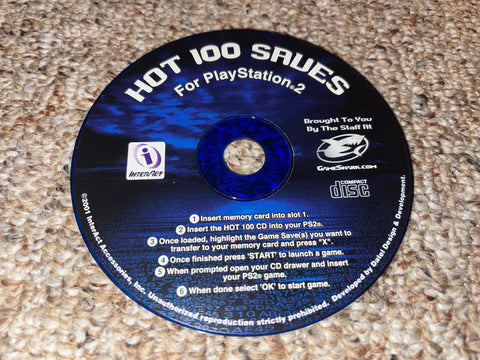 HOT 100 SAVES
For PlayStation®2
Brought To You
By The Staff At
GameShark.com
i
InterAct
COMPACT
disc
1 Insert memory card into slot 1.
2 Insert the HOT 100 CD into your PS2®.
3 Once loaded, highlight the Game Save(s) you want to
transfer to your memory card and press "X".
4 Once finished press 'START' to launch a game.
5 When prompted open your CD drawer and insert
your PS2® game.
6 When done select 'OK' to start game.
©2001 InterAct Accessories, Inc. Unauthorized reproduction strictly prohibited. Developed by Datel Design & Development.